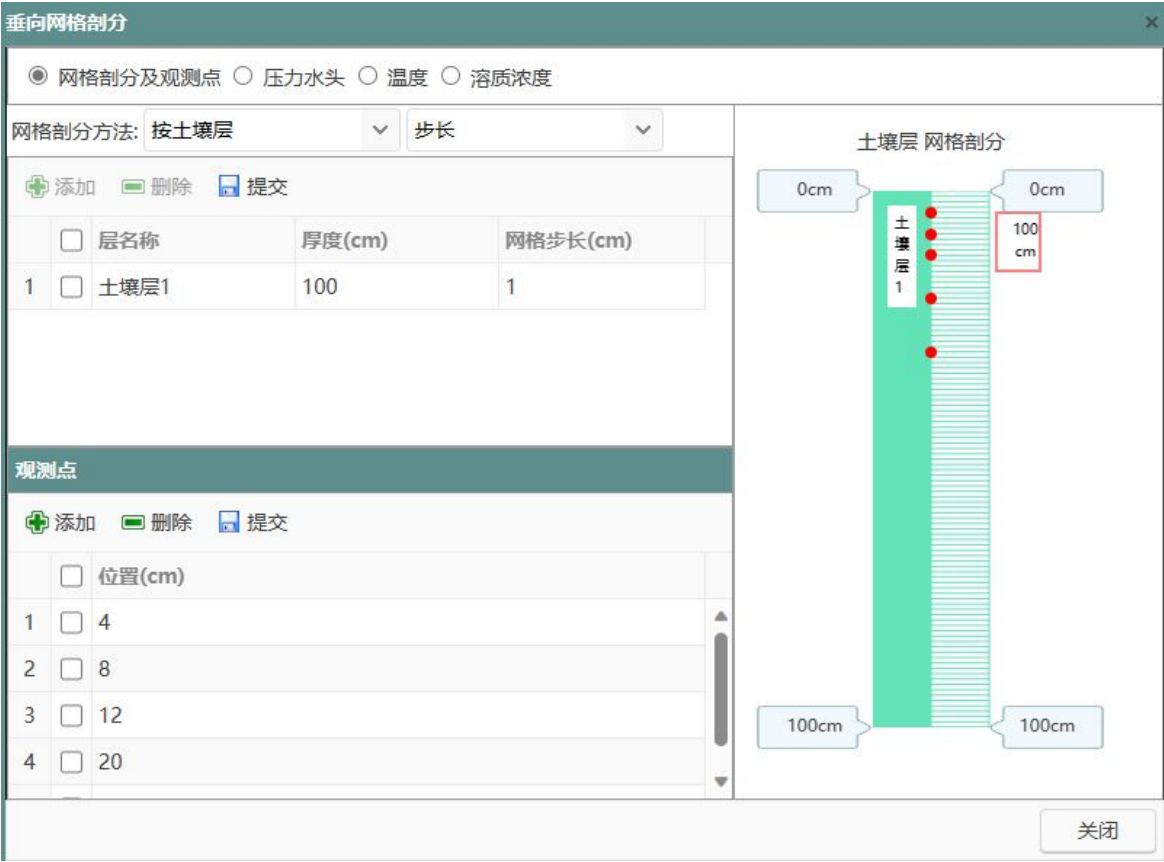 垂向网格剖分 ×
网格剖分及观测点 压力水头 温度 溶质浓度
网格剖分方法: 按土壤层 步长
添加 删除 提交
层名称 厚度(cm) 网格步长(cm)
1 土壤层1 100 1
观测点
添加 删除 提交
位置(cm)
1 4
2 8
3 12
4 20
土壤层 网格剖分
0cm 0cm
土壤层1
100
cm
100cm 100cm
关闭